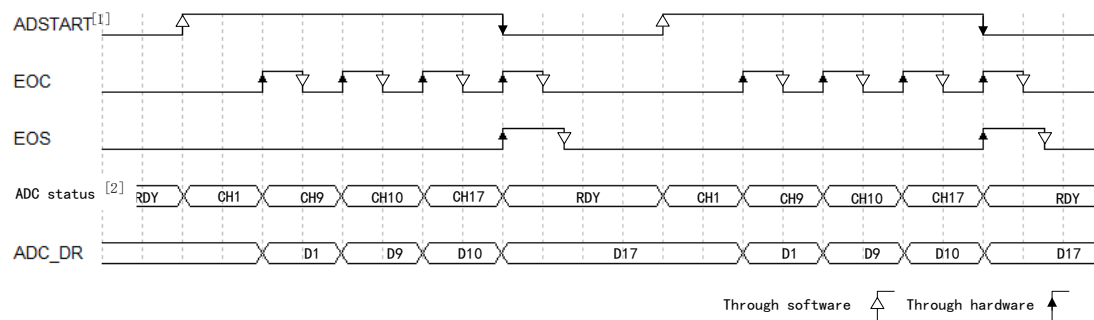 ADSTART[1]
EOC
EOS
ADC status [2] RDY CH1 CH9 CH10 CH17 RDY CH1 CH9 CH10 CH17 RDY
ADC_DR D1 D9 D10 D17 D1 D9 D10 D17
Through software Through hardware